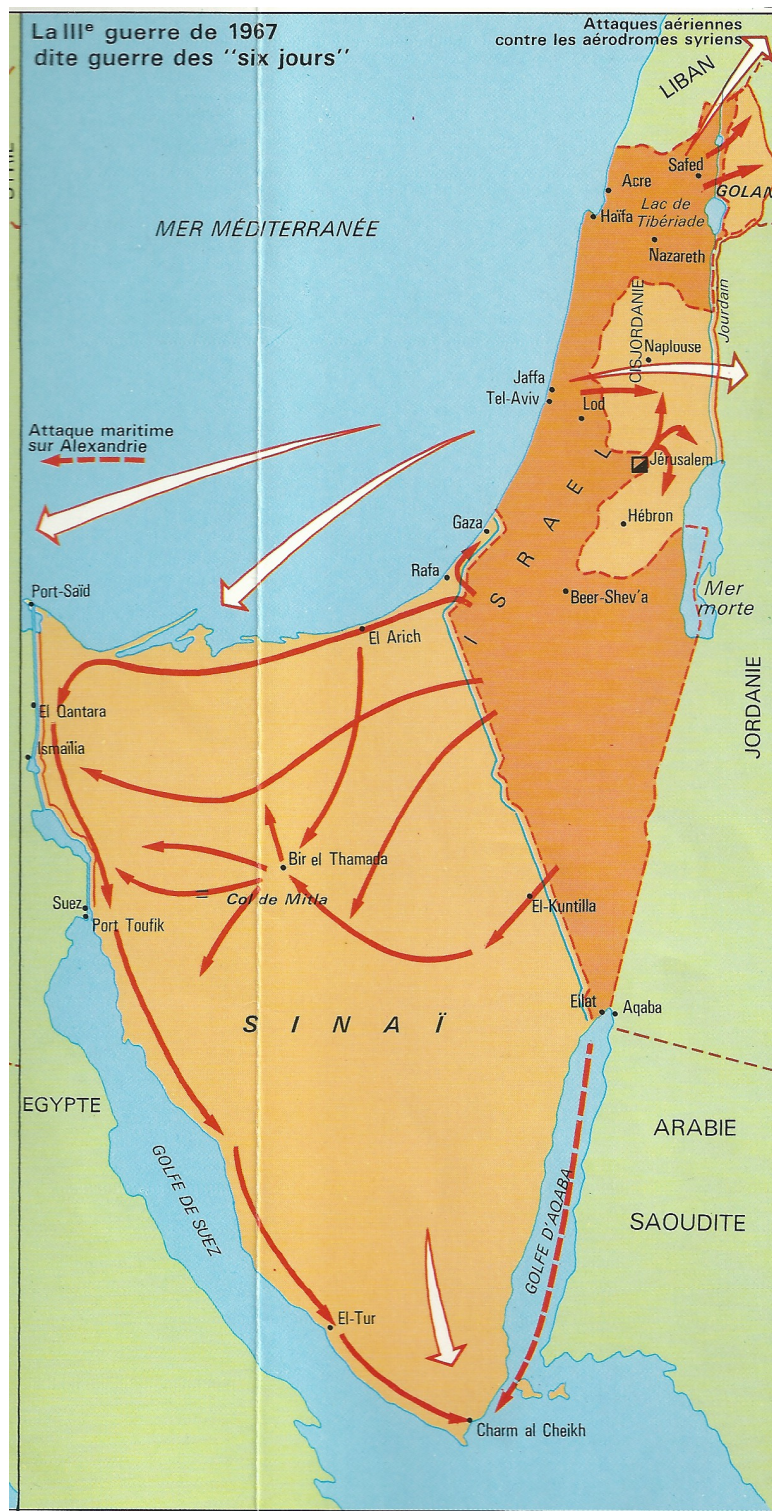 La IIIe guerre de 1967
dite guerre des "six jours"
Attaques aériennes
contre les aérodromes syriens
LIBAN
Safed
GOLAN
Acre
Lac de
Tibériade
Haïfa
MER MÉDITERRANÉE
Nazareth
CISJORDANIE
Jourdain
Naplouse
Jaffa
Tel-Aviv
Lod
Attaque maritime
sur Alexandrie
Jérusalem
ISRAEL
Gaza
Hébron
Rafa
Port-Saïd
Beer-Shev'a
Mer
morte
El Arich
JORDANIE
El Qantara
Ismaïlia
Bir el Thamada
Col de Mitla
Suez
Port Toufik
El-Kuntilla
Eilat
Aqaba
SINAÏ
EGYPTE
ARABIE
SAOUDITE
GOLFE DE SUEZ
GOLFE D'AQABA
El-Tur
Charm al Cheikh